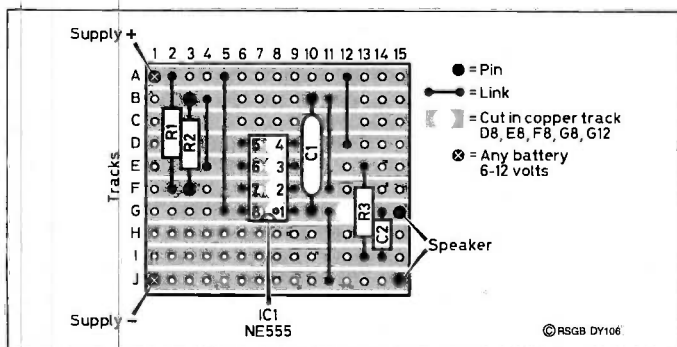 Supply +
1 2 3 4 5 6 7 8 9 10 11 12 13 14 15
A
B
C
D
E
F
G
H
I
J
Tracks
R1
R2
5 4
6 3
7 2
8 1
C1
R3
C2
IC1
NE555
Supply -
Speaker
= Pin
= Link
= Cut in copper track
D8, E8, F8, G8, G12
= Any battery
6-12 volts
© RSGB DY106